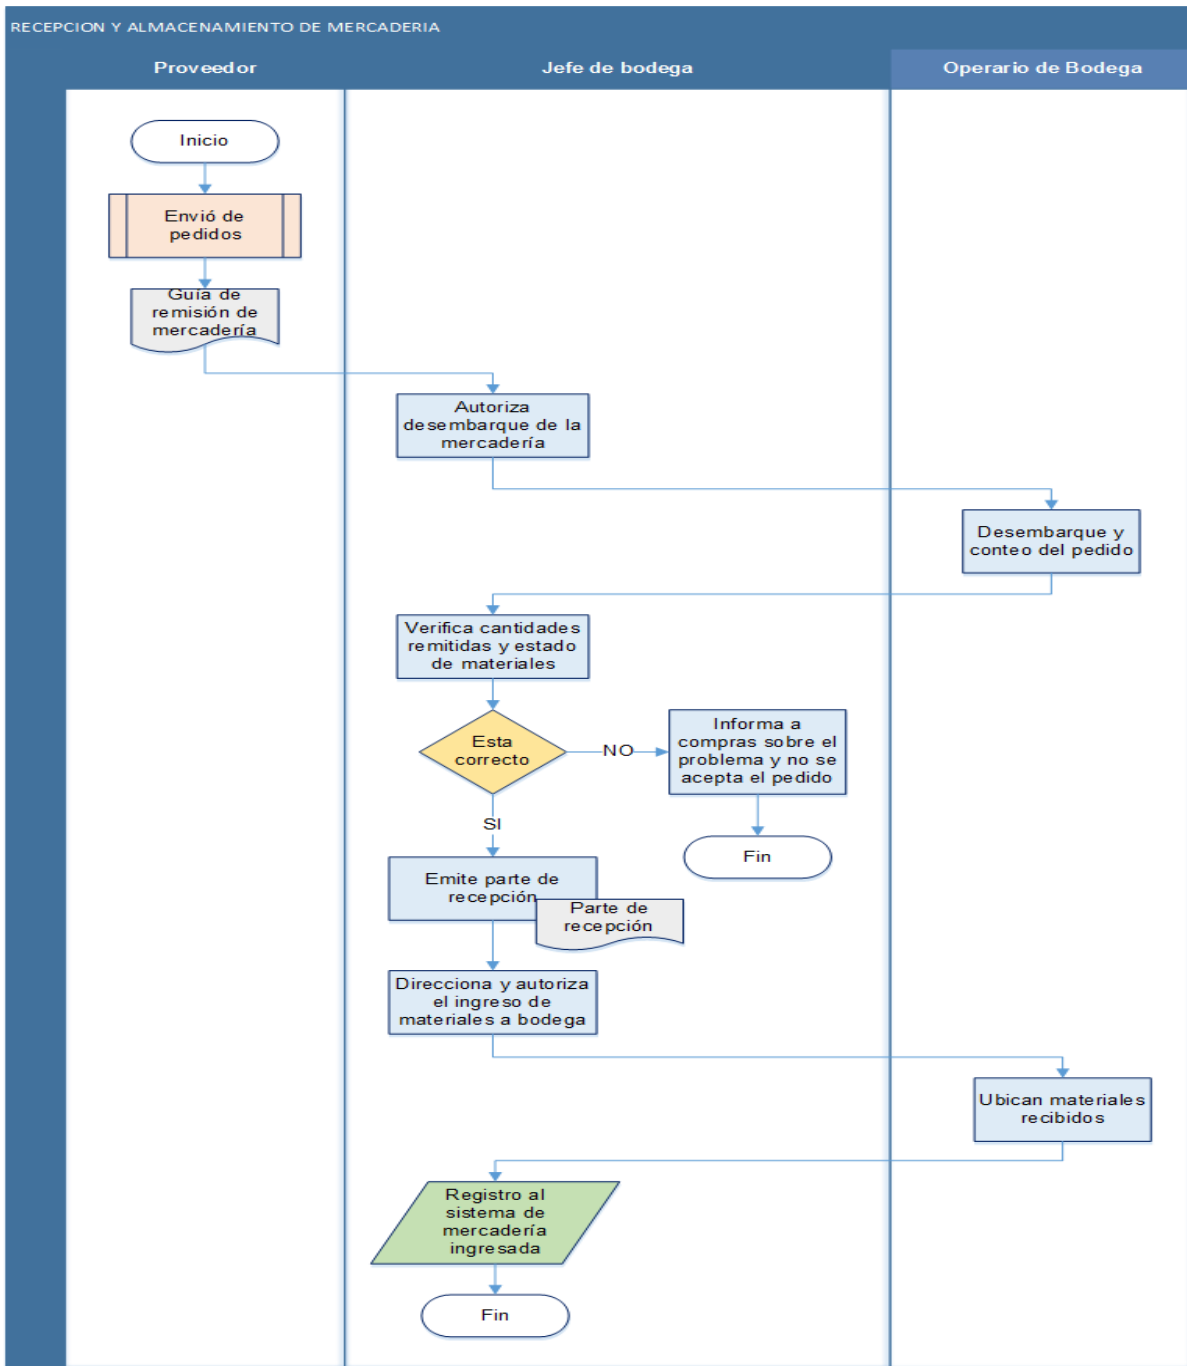 RECEPCION Y ALMACENAMIENTO DE MERCADERIA
Proveedor
Jefe de bodega
Operario de Bodega
Inicio
Envió de
pedidos
Guía de
remisión de
mercadería
Autoriza
desembarque de la
mercadería
Desembarque y
conteo del pedido
Verifica cantidades
remitidas y estado
de materiales
Esta
correcto
NO
Informa a
compras sobre el
problema y no se
acepta el pedido
SI
Fin
Emite parte de
recepción
Parte de
recepción
Direcciona y autoriza
el ingreso de
materiales a bodega
Ubican materiales
recibidos
Registro al
sistema de
mercadería
ingresada
Fin